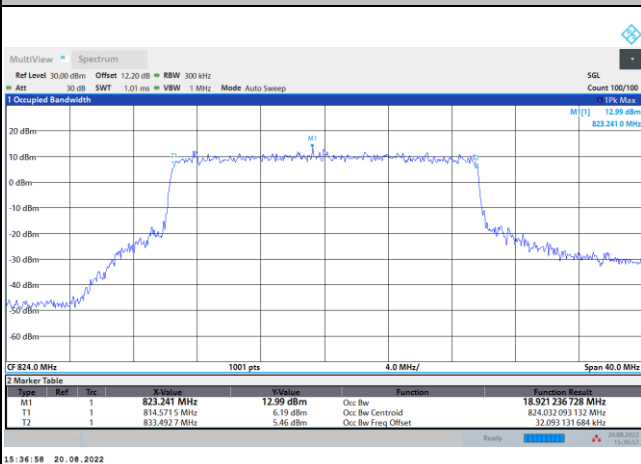 MultiView Spectrum
Ref Level 30.00 dBm Offset 12.20 dB RBW 300 kHz SGL
Att 30 dB SWT 1.01 ms VBW 1 MHz Mode Auto Sweep Count 100/100
1 Occupied Bandwidth 1Pk Max
M1[1] 12.99 dBm
823.241 0 MHz
M1
20 dBm
10 dBm
T1
T2
0 dBm
-10 dBm
-20 dBm
-30 dBm
-40 dBm
-50 dBm
-60 dBm
CF 824.0 MHz 1001 pts 4.0 MHz/ Span 40.0 MHz
2 Marker Table
Type Ref Trc X-Value Y-Value Function Function Result
M1 1 823.241 MHz 12.99 dBm Occ Bw 18.921 236 728 MHz
T1 1 814.571 5 MHz 6.19 dBm Occ Bw Centroid 824.032 093 132 MHz
T2 1 833.492 7 MHz 5.46 dBm Occ Bw Freq Offset 32.093 131 684 kHz
Ready 20.08.2022
15:36:57
15:36:58 20.08.2022